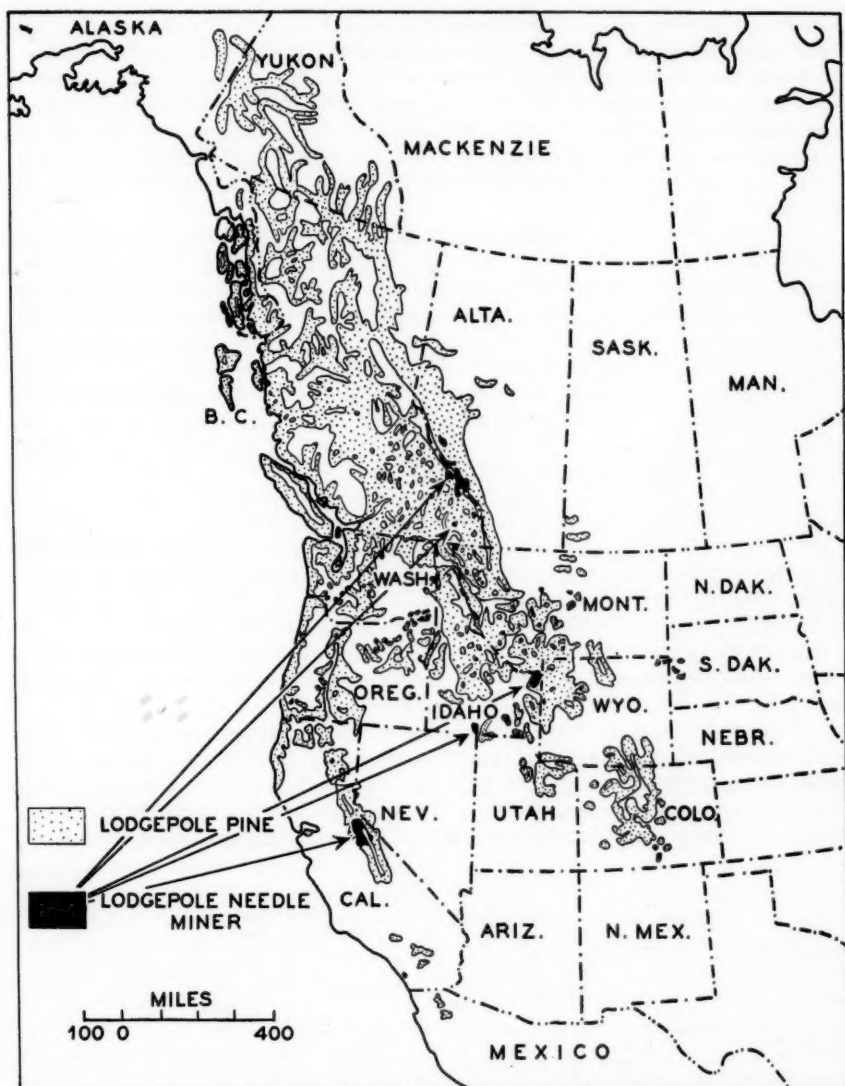 ALASKA
YUKON
MACKENZIE
ALTA.
SASK.
MAN.
B. C.
WASH.
MONT.
N. DAK.
S. DAK.
OREG.
IDAHO
WYO.
NEBR.
LODGEPOLE PINE
NEV.
UTAH
COLO.
LODGEPOLE NEEDLE
MINER
CAL.
ARIZ.
N. MEX.
MILES
100 0 400
MEXICO